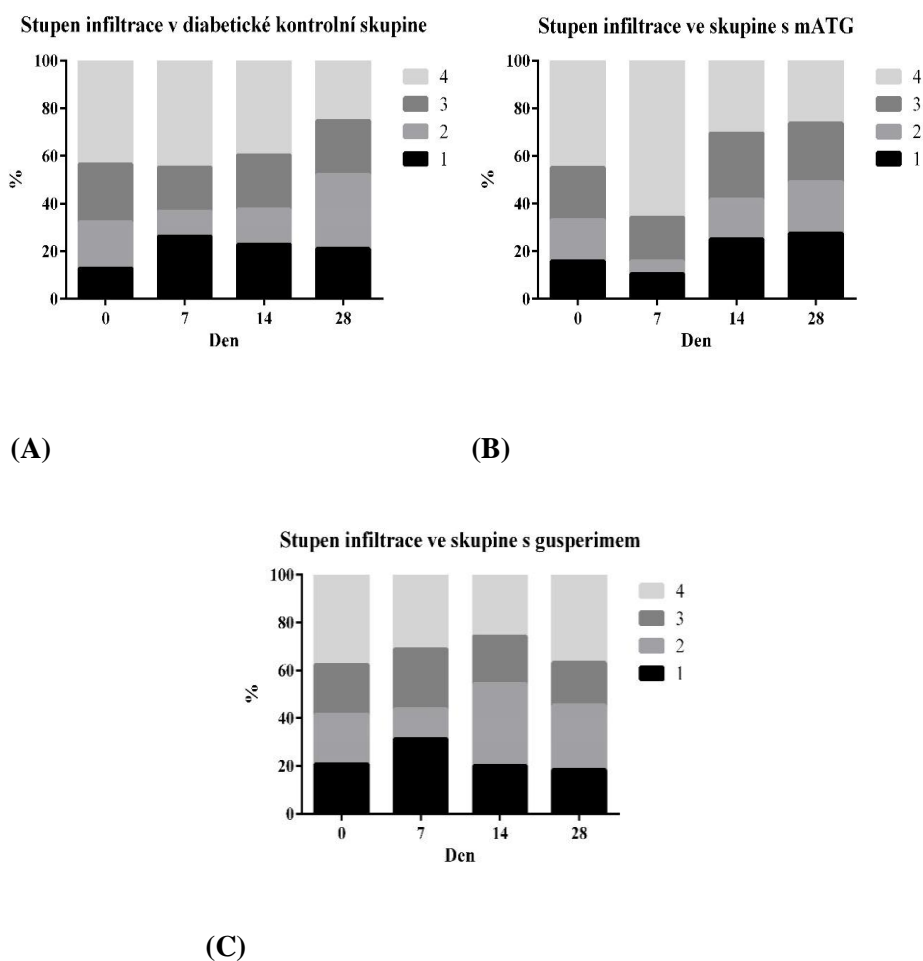 Stupen infiltrace v diabetické kontrolní skupine
100
80
60
40
20
0
%
0 7 14 28
Den
4
3
2
1
(A)
Stupen infiltrace ve skupine s mATG
100
80
60
40
20
0
%
0 7 14 28
Den
4
3
2
1
(B)
Stupen infiltrace ve skupine s gusperimem
100
80
60
40
20
0
%
0 7 14 28
Den
4
3
2
1
(C)